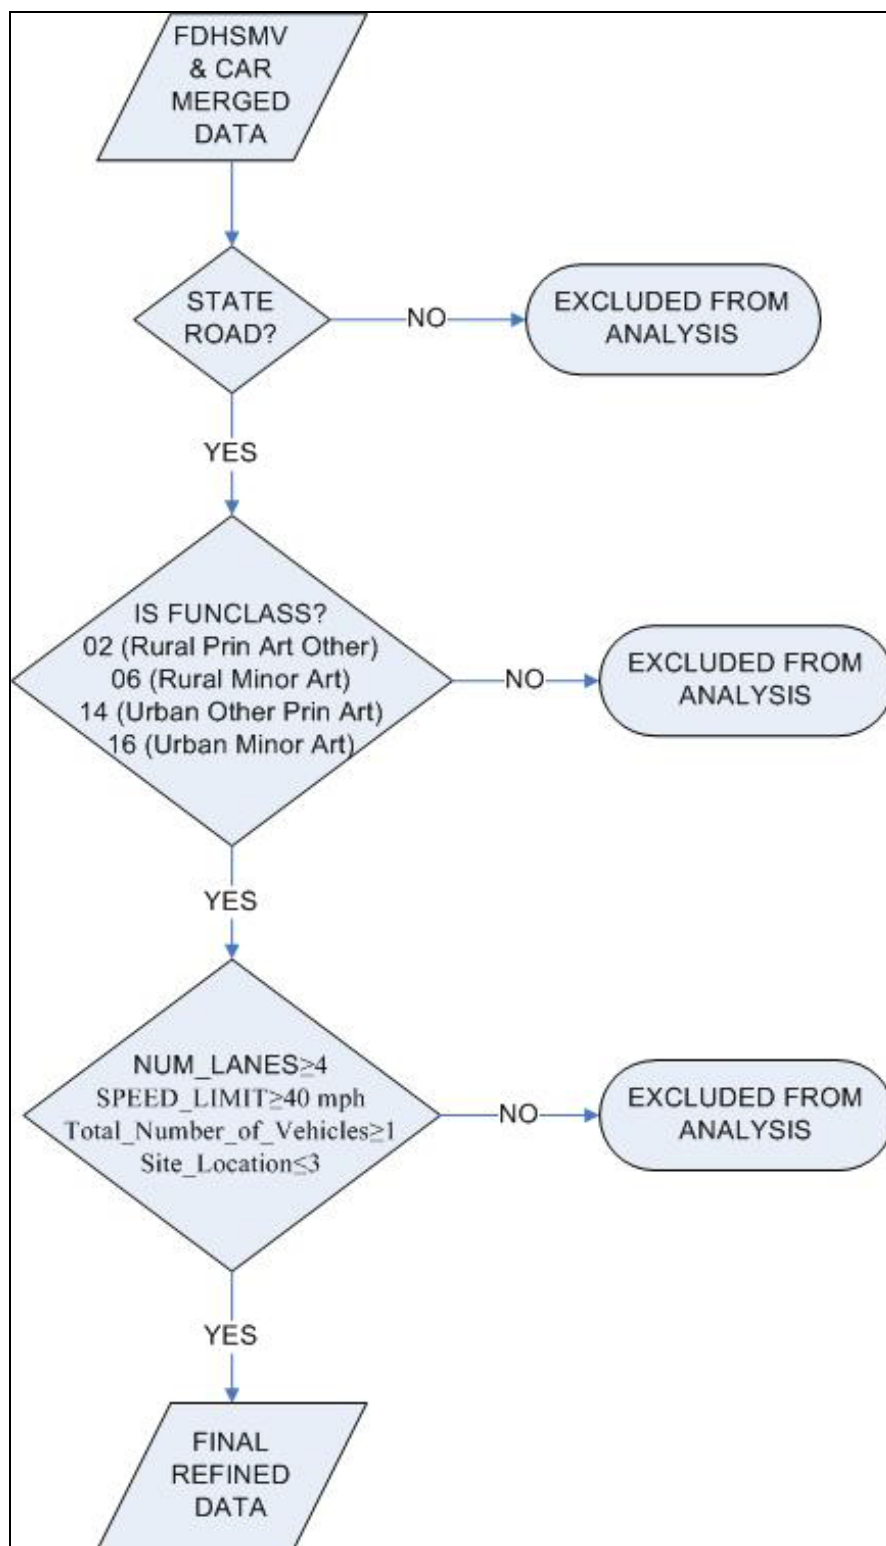 FDHSMV
& CAR
MERGED
DATA
STATE
ROAD?
NO
EXCLUDED FROM
ANALYSIS
YES
IS FUNCLASS?
02 (Rural Prin Art Other)
06 (Rural Minor Art)
14 (Urban Other Prin Art)
16 (Urban Minor Art)
NO
EXCLUDED FROM
ANALYSIS
YES
NUM_LANES≥4
SPEED_LIMIT≥40 mph
Total_Number_of_Vehicles≥1
Site_Location≤3
NO
EXCLUDED FROM
ANALYSIS
YES
FINAL
REFINED
DATA